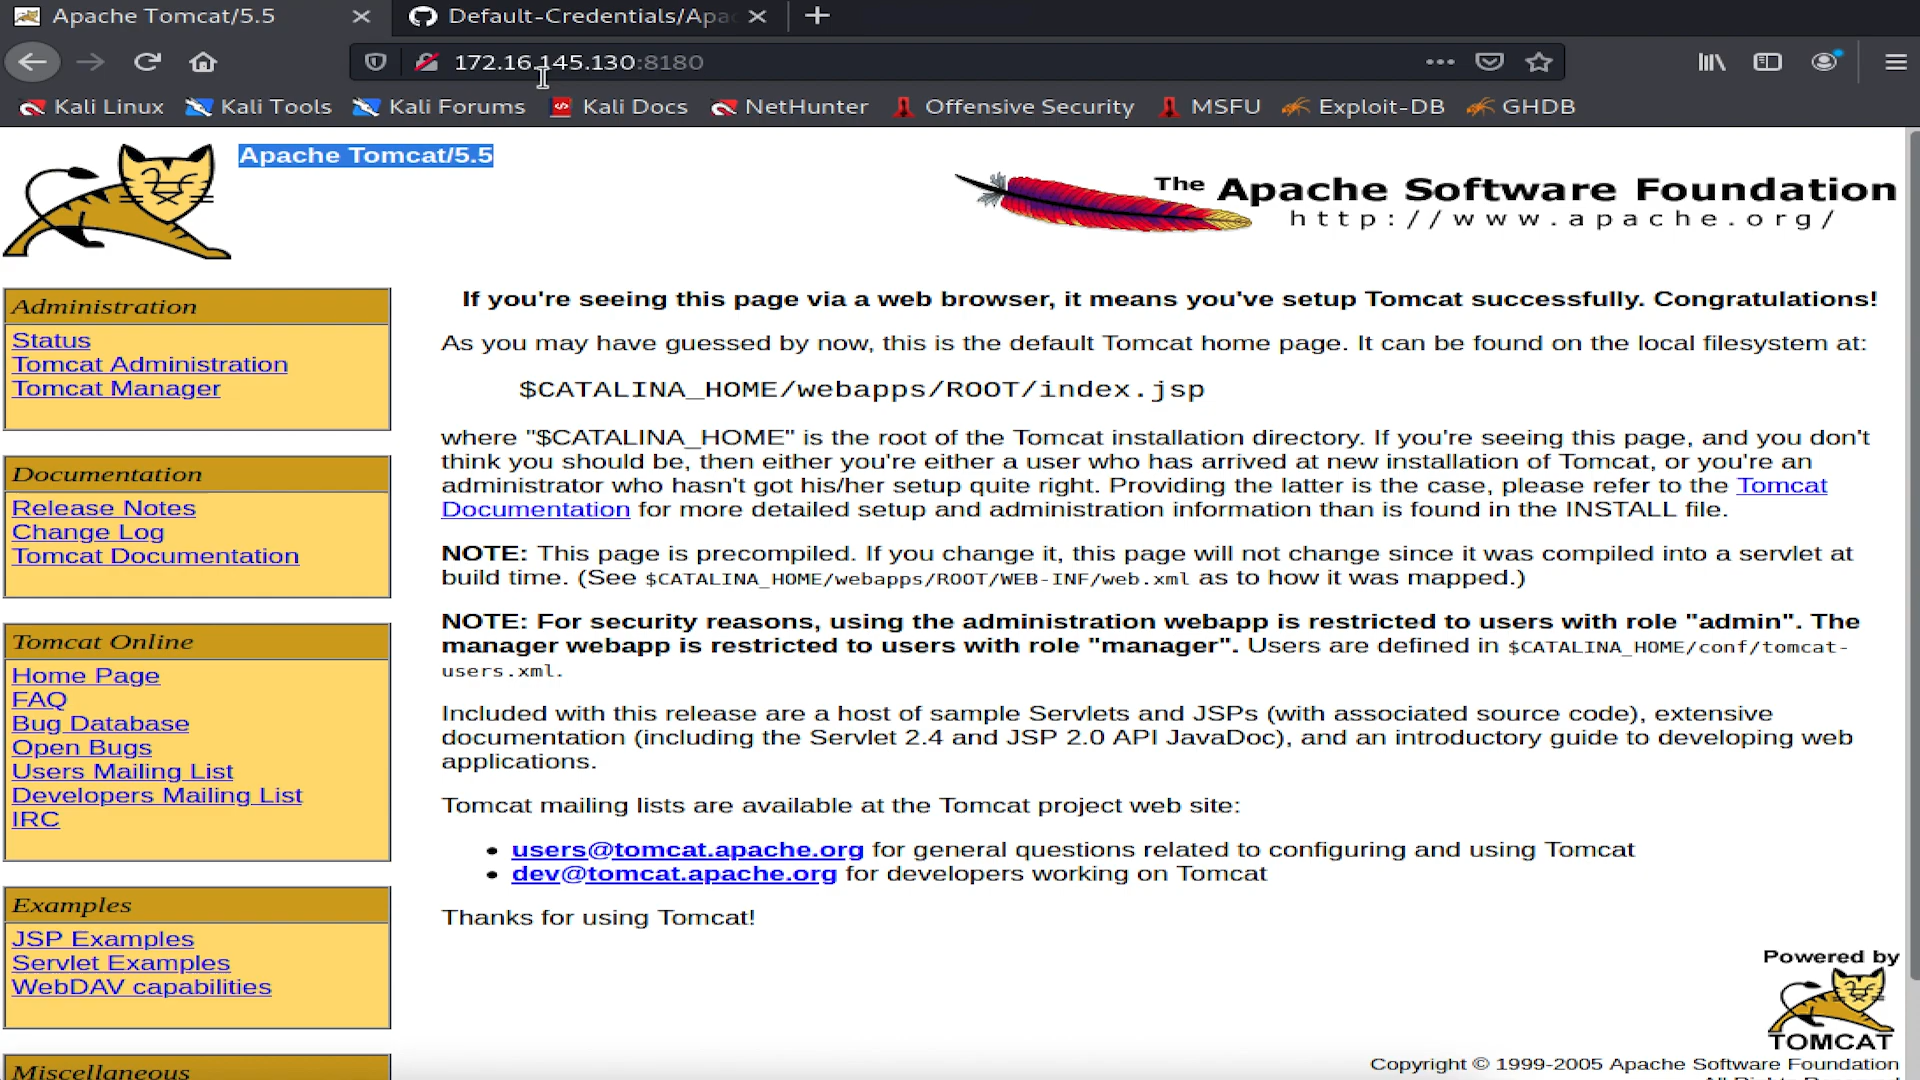 Apache Tomcat/5.5
Default-Credentials/Apac
172.16.145.130:8180
Kali Linux
Kali Tools
Kali Forums
Kali Docs
NetHunter
Offensive Security
MSFU
Exploit-DB
GHDB
Apache Tomcat/5.5
The Apache Software Foundation
http://www.apache.org/
Administration
Status
Tomcat Administration
Tomcat Manager
Documentation
Release Notes
Change Log
Tomcat Documentation
Tomcat Online
Home Page
FAQ
Bug Database
Open Bugs
Users Mailing List
Developers Mailing List
IRC
Examples
JSP Examples
Servlet Examples
WebDAV capabilities
Miscellaneous
If you're seeing this page via a web browser, it means you've setup Tomcat successfully. Congratulations!
As you may have guessed by now, this is the default Tomcat home page. It can be found on the local filesystem at:
$CATALINA_HOME/webapps/ROOT/index.jsp
where "$CATALINA_HOME" is the root of the Tomcat installation directory. If you're seeing this page, and you don't
think you should be, then either you're either a user who has arrived at new installation of Tomcat, or you're an
administrator who hasn't got his/her setup quite right. Providing the latter is the case, please refer to the Tomcat
Documentation for more detailed setup and administration information than is found in the INSTALL file.
NOTE: This page is precompiled. If you change it, this page will not change since it was compiled into a servlet at
build time. (See $CATALINA_HOME/webapps/ROOT/WEB-INF/web.xml as to how it was mapped.)
NOTE: For security reasons, using the administration webapp is restricted to users with role "admin". The
manager webapp is restricted to users with role "manager". Users are defined in $CATALINA_HOME/conf/tomcat-
users.xml.
Included with this release are a host of sample Servlets and JSPs (with associated source code), extensive
documentation (including the Servlet 2.4 and JSP 2.0 API JavaDoc), and an introductory guide to developing web
applications.
Tomcat mailing lists are available at the Tomcat project web site:
• users@tomcat.apache.org for general questions related to configuring and using Tomcat
• dev@tomcat.apache.org for developers working on Tomcat
Thanks for using Tomcat!
Powered by
TOMCAT
Copyright © 1999-2005 Apache Software Foundation